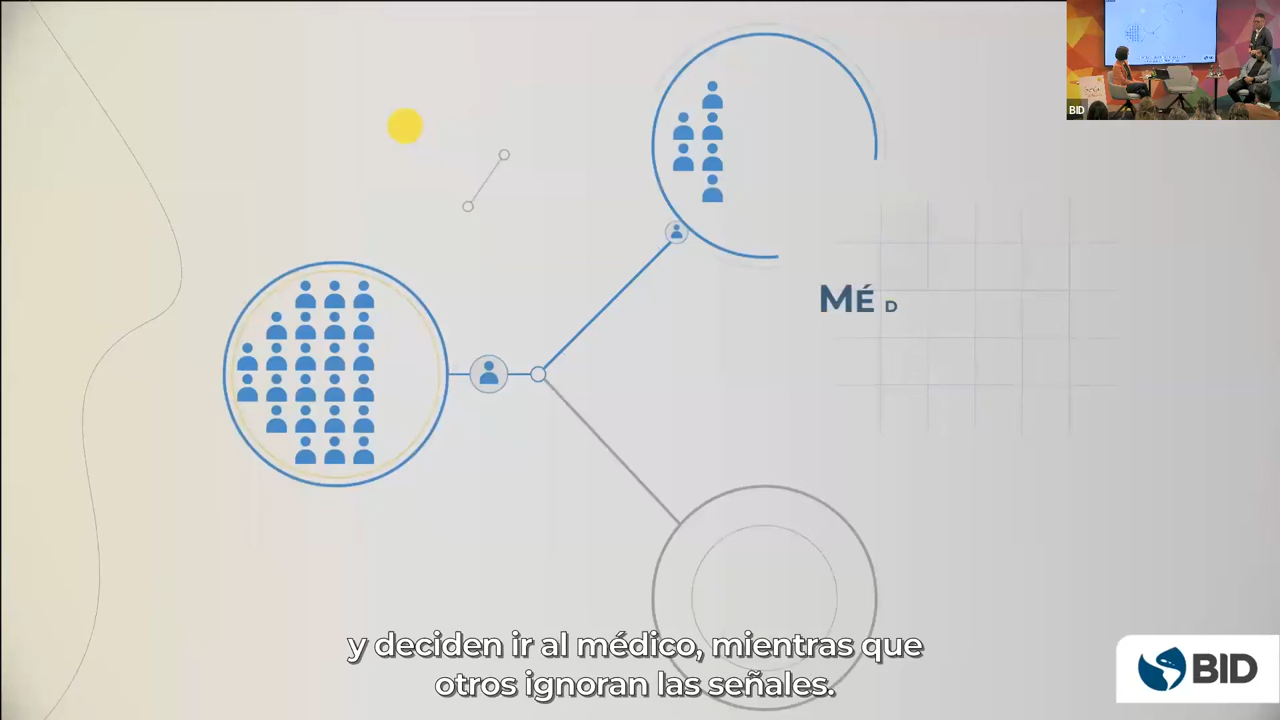 BID
MÉ D
y deciden ir al médico, mientras que
otros ignoran las señales.
BID